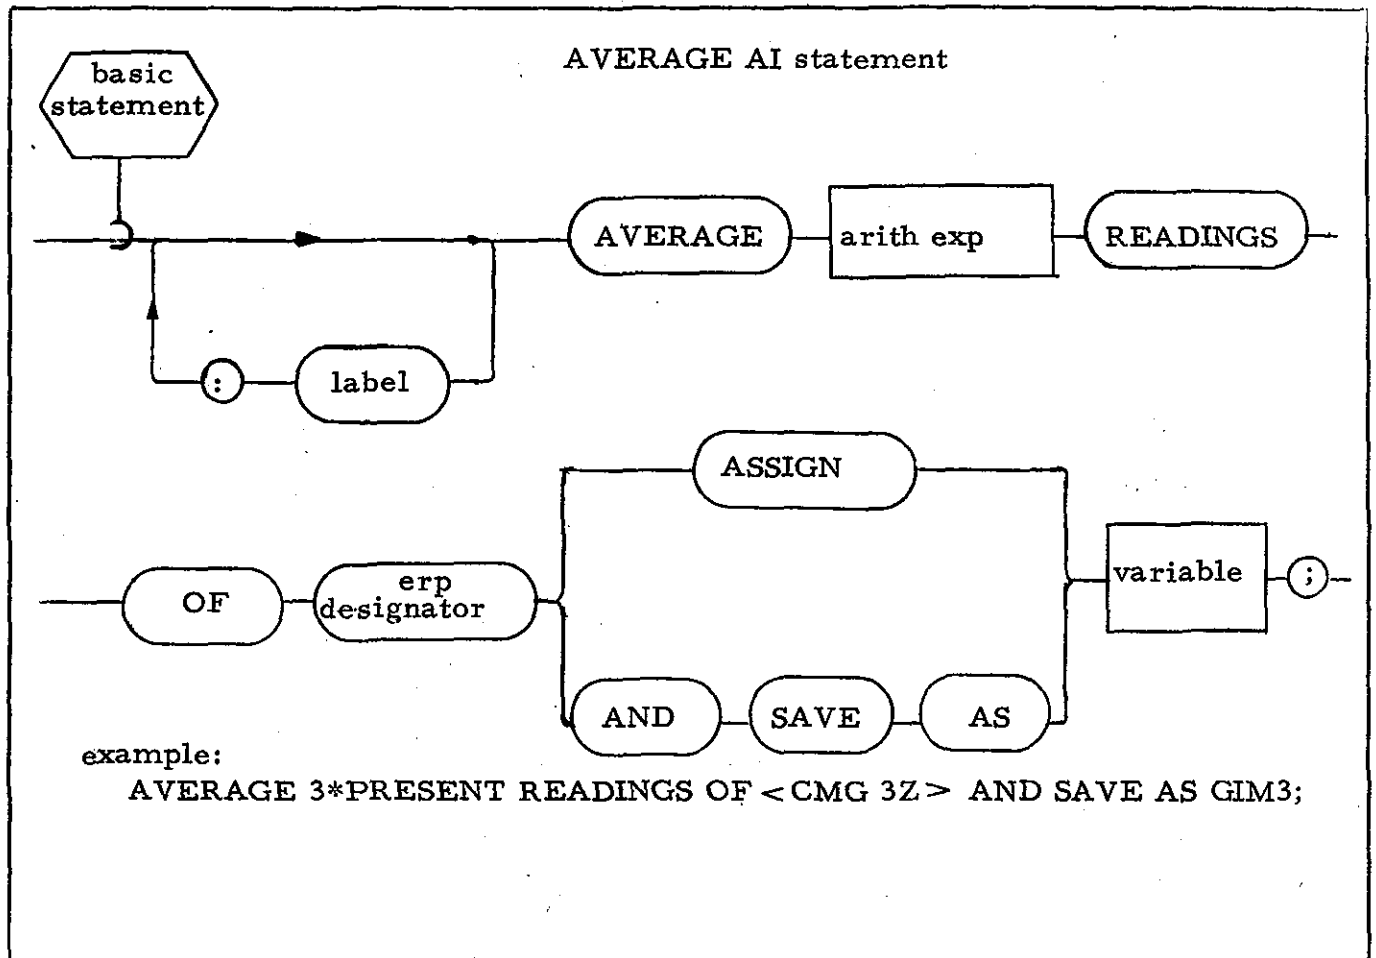 AVERAGE AI statement
basic
statement
AVERAGE
arith exp
READINGS
:
label
ASSIGN
OF
erp
designator
variable
;
AND
SAVE
AS
example:
AVERAGE 3*PRESENT READINGS OF <CMG 3Z> AND SAVE AS GIM3;